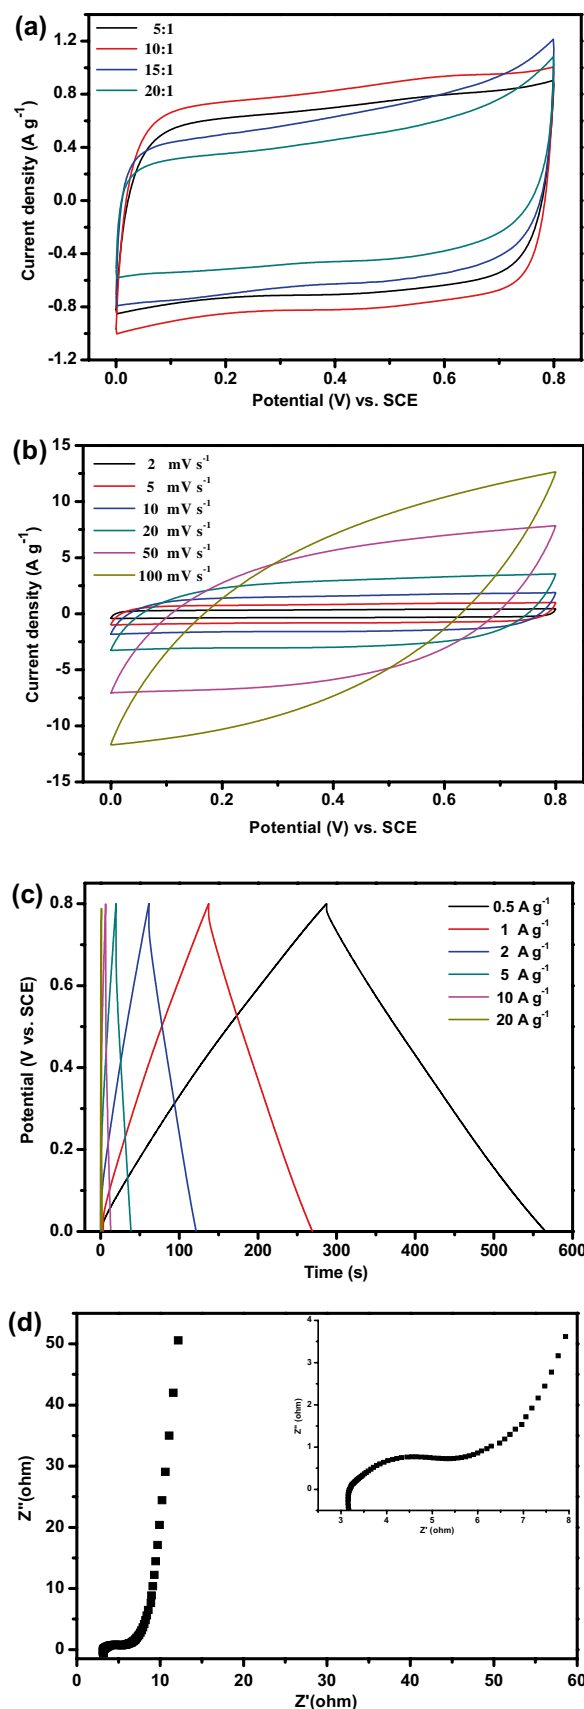 (a)
5:1
10:1
15:1
20:1
1.2
0.8
0.4
0.0
-0.4
-0.8
-1.2
Current density (A g⁻¹)
0.0 0.2 0.4 0.6 0.8
Potential (V) vs. SCE
(b)
2 mV s⁻¹
5 mV s⁻¹
10 mV s⁻¹
20 mV s⁻¹
50 mV s⁻¹
100 mV s⁻¹
15
10
5
0
-5
-10
-15
Current density (A g⁻¹)
0.0 0.2 0.4 0.6 0.8
Potential (V) vs. SCE
(c)
0.5 A g⁻¹
1 A g⁻¹
2 A g⁻¹
5 A g⁻¹
10 A g⁻¹
20 A g⁻¹
0.8
0.6
0.4
0.2
0.0
Potential (V vs. SCE)
0 100 200 300 400 500 600
Time (s)
(d)
50
40
30
20
10
0
Z''(ohm)
4
3
2
1
0
Z'' (ohm)
3 4 5 6 7 8
Z' (ohm)
0 10 20 30 40 50 60
Z'(ohm)